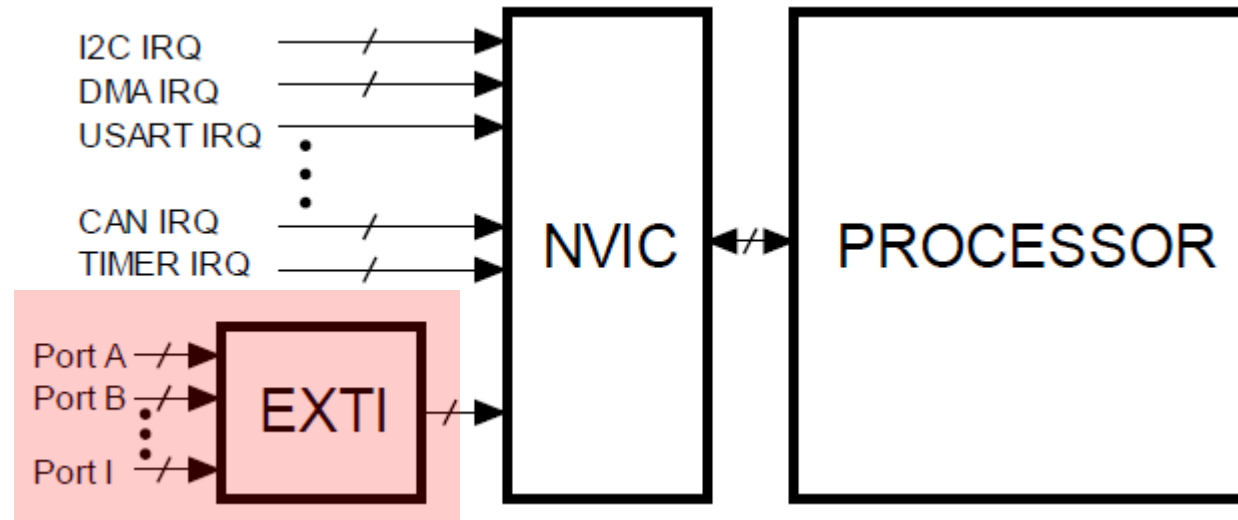 I2C IRQ
DMA IRQ
USART IRQ
CAN IRQ
TIMER IRQ
NVIC
PROCESSOR
Port A
Port B
Port I
EXTI